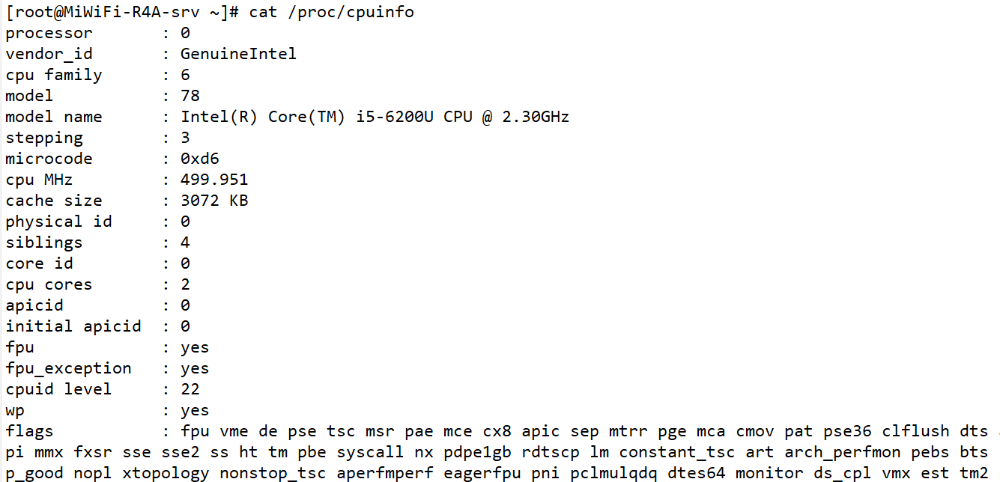 [root@MiWiFi-R4A-srv ~]# cat /proc/cpuinfo
processor : 0
vendor_id : GenuineIntel
cpu family : 6
model : 78
model name : Intel(R) Core(TM) i5-6200U CPU @ 2.30GHz
stepping : 3
microcode : 0xd6
cpu MHz : 499.951
cache size : 3072 KB
physical id : 0
siblings : 4
core id : 0
cpu cores : 2
apicid : 0
initial apicid : 0
fpu : yes
fpu_exception : yes
cpuid level : 22
wp : yes
flags : fpu vme de pse tsc msr pae mce cx8 apic sep mtrr pge mca cmov pat pse36 clflush dts
pi mmx fxsr sse sse2 ss ht tm pbe syscall nx pdpe1gb rdtscp lm constant_tsc art arch_perfmon pebs bts
p_good nopl xtopology nonstop_tsc aperfmperf eagerfpu pni pclmulqdq dtes64 monitor ds_cpl vmx est tm2